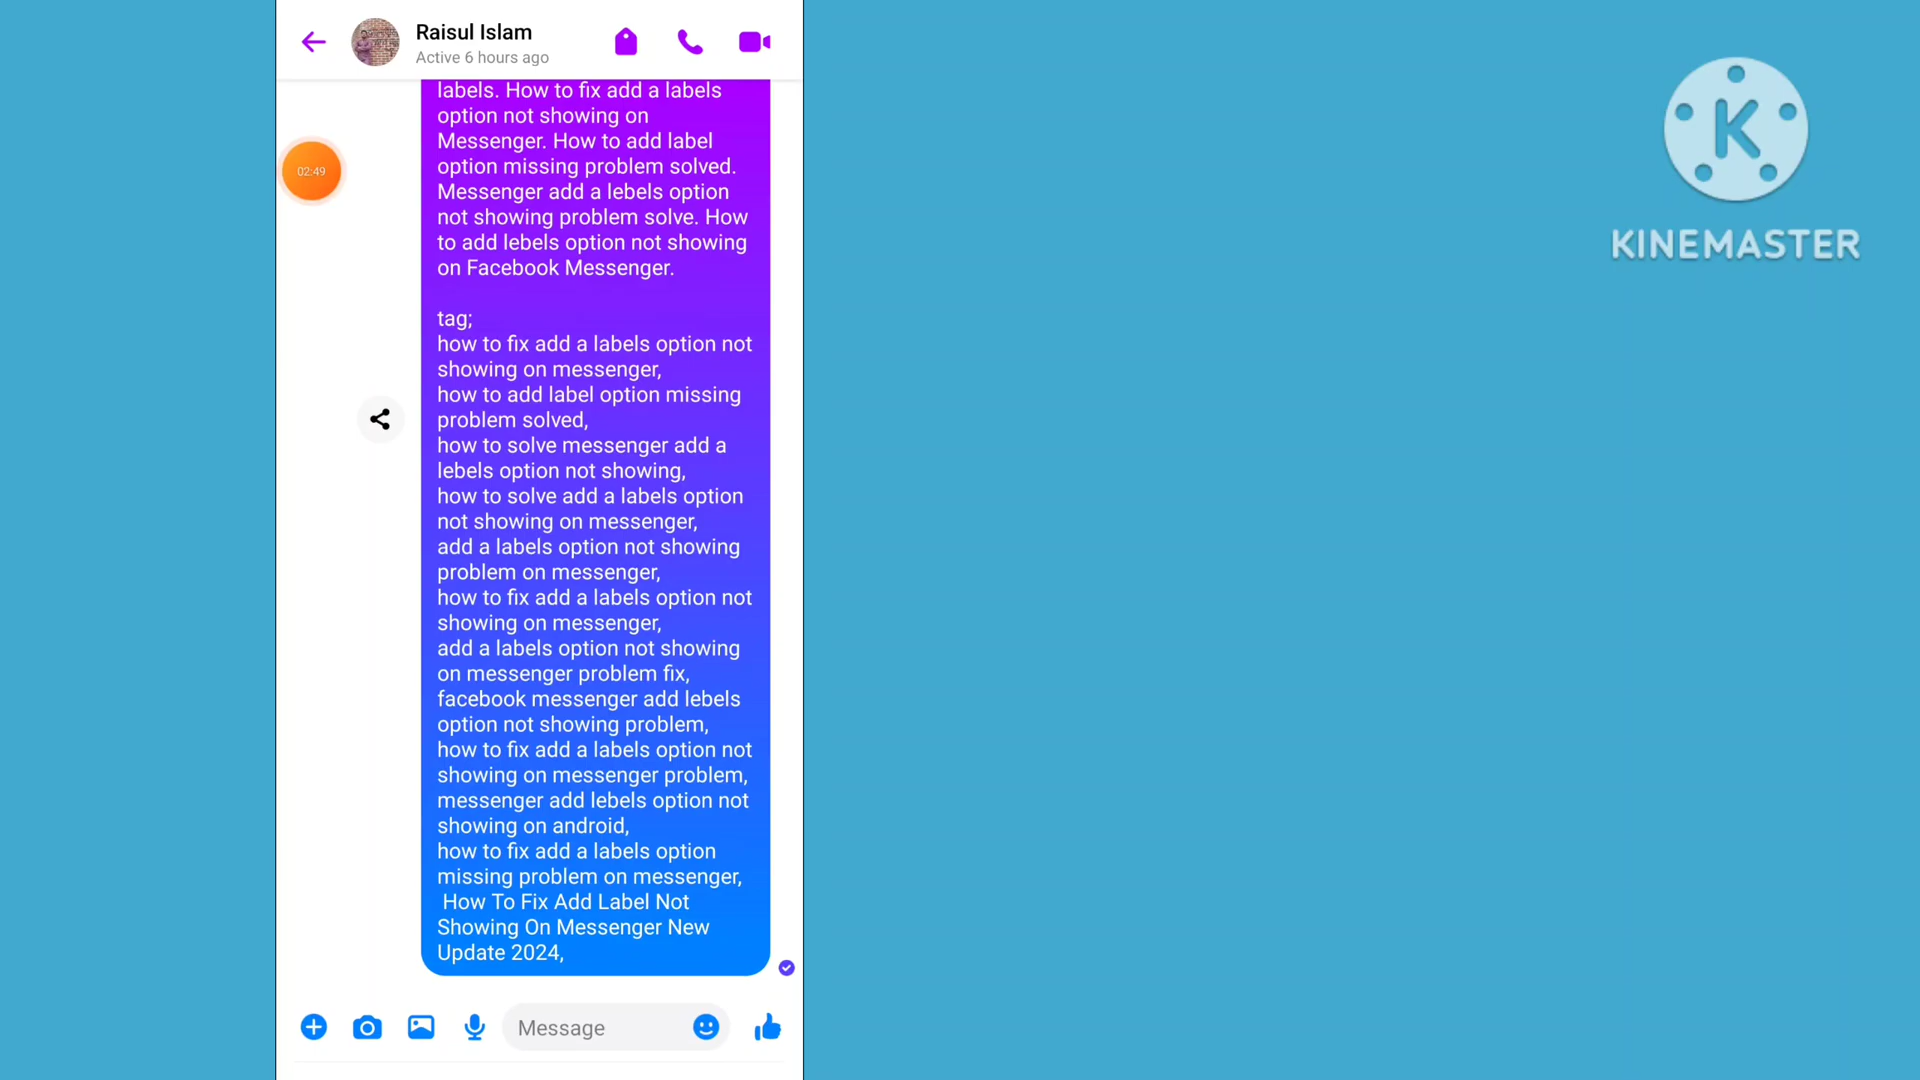 Raisul Islam
Active 6 hours ago
labels. How to fix add a labels
option not showing on
Messenger. How to add label
option missing problem solved.
Messenger add a lebels option
not showing problem solve. How
to add lebels option not showing
on Facebook Messenger.
tag;
how to fix add a labels option not
showing on messenger,
how to add label option missing
problem solved,
how to solve messenger add a
lebels option not showing,
how to solve add a labels option
not showing on messenger,
add a labels option not showing
problem on messenger,
how to fix add a labels option not
showing on messenger,
add a labels option not showing
on messenger problem fix,
facebook messenger add lebels
option not showing problem,
how to fix add a labels option not
showing on messenger problem,
messenger add lebels option not
showing on android,
how to fix add a labels option
missing problem on messenger,
How To Fix Add Label Not
Showing On Messenger New
Update 2024,
02:49
Message
K
KINEMASTER